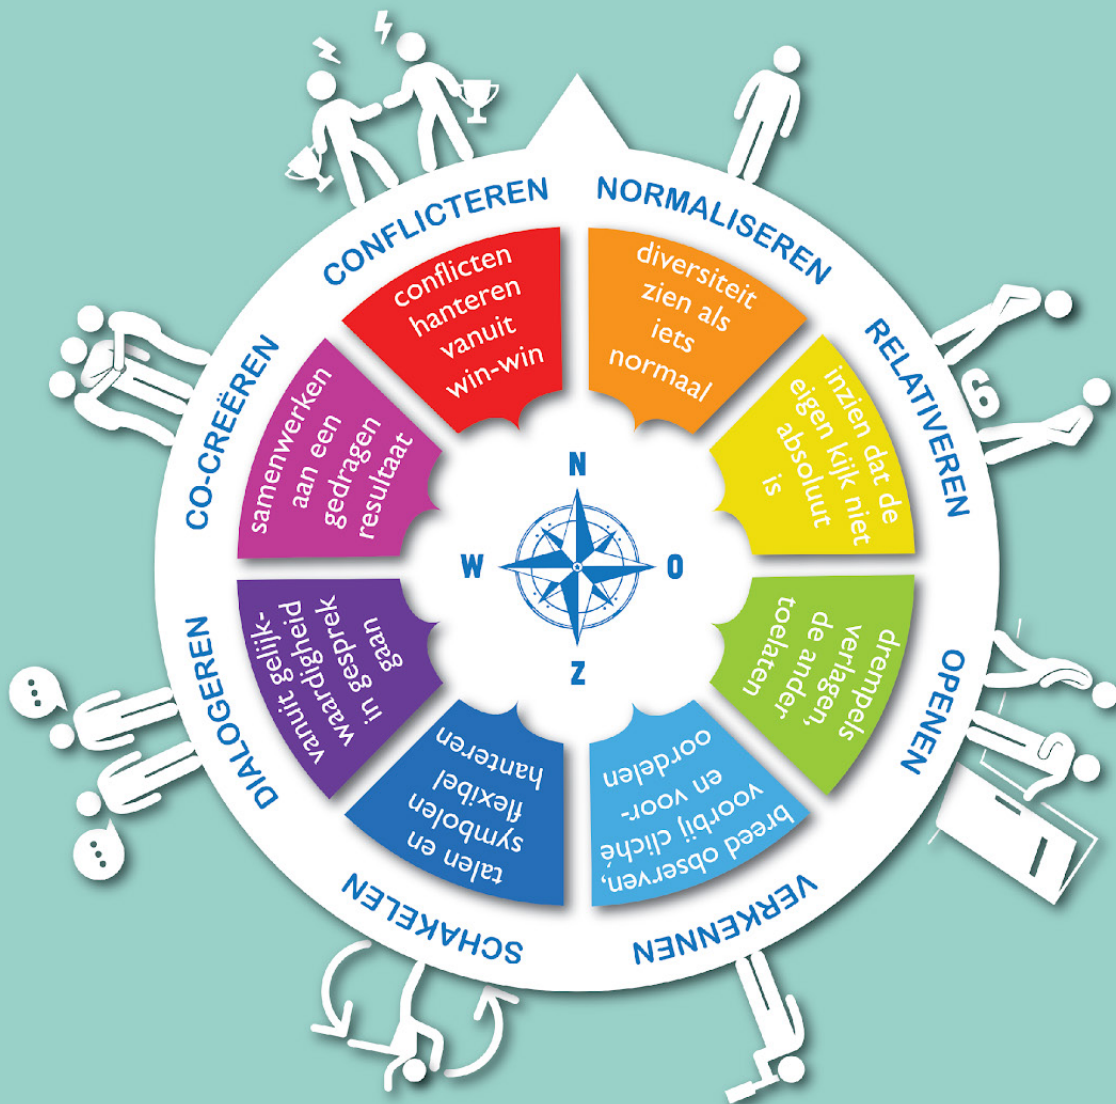 NORMALISEREN
diversiteit
zien als
iets
normaal
RELATIVEREN
inzien dat de
eigen kijk niet
absoluut
is
6
OPENEN
drempels
verlagen,
de ander
toelaten
VERKENNEN
breed observen,
voorbij cliché
en voor-
oordelen
SCHAKELEN
talen en
symbolen
flexibel
hanteren
DIALOGEREN
vanuit gelijk-
waardigheid
in gesprek
gaan
CO-CREËREN
samenwerken
aan een
gedragen
resultaat
CONFLICTEREN
conflicten
hanteren
vanuit
win-win
N
W
O
Z